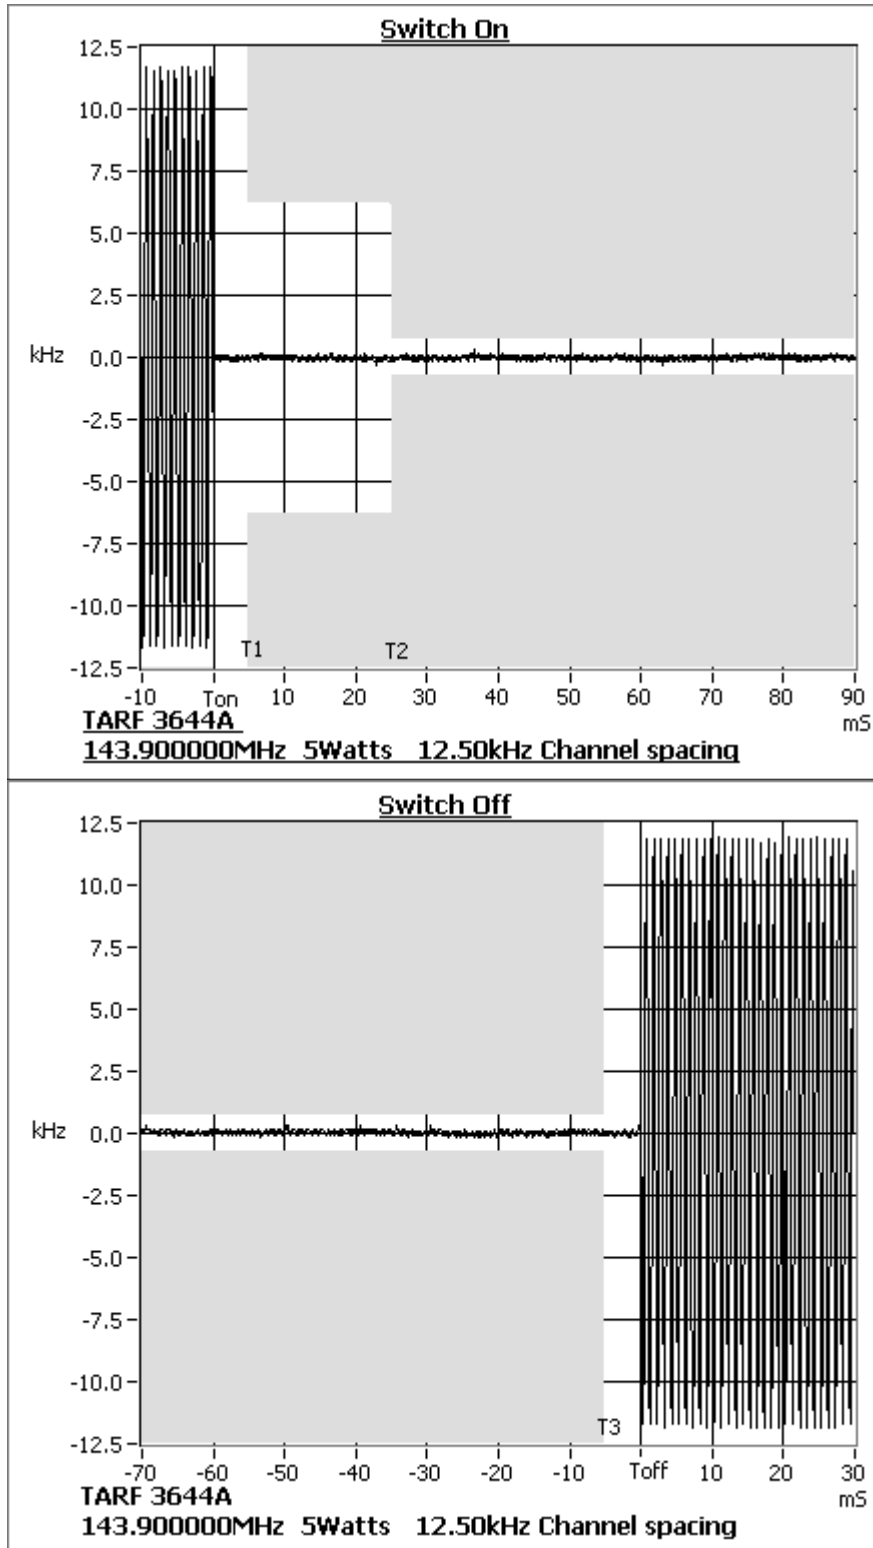 Switch On
12.5
10.0
7.5
5.0
2.5
kHz 0.0
-2.5
-5.0
-7.5
-10.0
T1 T2
-12.5
-10 Ton 10 20 30 40 50 60 70 80 90
mS
TARF 3644A
143.900000MHz 5Watts 12.50kHz Channel spacing
Switch Off
12.5
10.0
7.5
5.0
2.5
kHz 0.0
-2.5
-5.0
-7.5
-10.0
T3
-12.5
-70 -60 -50 -40 -30 -20 -10 Toff 10 20 30
mS
TARF 3644A
143.900000MHz 5Watts 12.50kHz Channel spacing